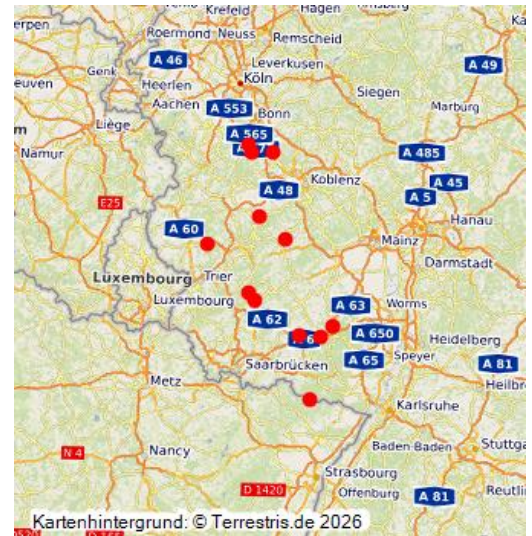 Krefeld
Hagen
Roermond Neuss
Remscheid
A 46
Leverkusen
A 49
Genk
Heerlen
Köln
Siegen
Aachen
A 553
Marburg
Bonn
Liège
A 565
Namur
A 485
Koblenz
A 48
A 45
E25
A 5
Hanau
A 60
Mainz
Darmstadt
Luxembourg
Trier
Luxembourg
A 63
Worms
A 62
A 6
A 650
Heidelberg
Saarbrücken
A 65
Speyer
A 81
Metz
Heilbr
Karlsruhe
Baden-Baden
Stuttga
N 4
Nancy
Strasbourg
D 1420
Offenburg
A 81
Reutlin
Kartenhintergrund: © Terrestris.de 2026